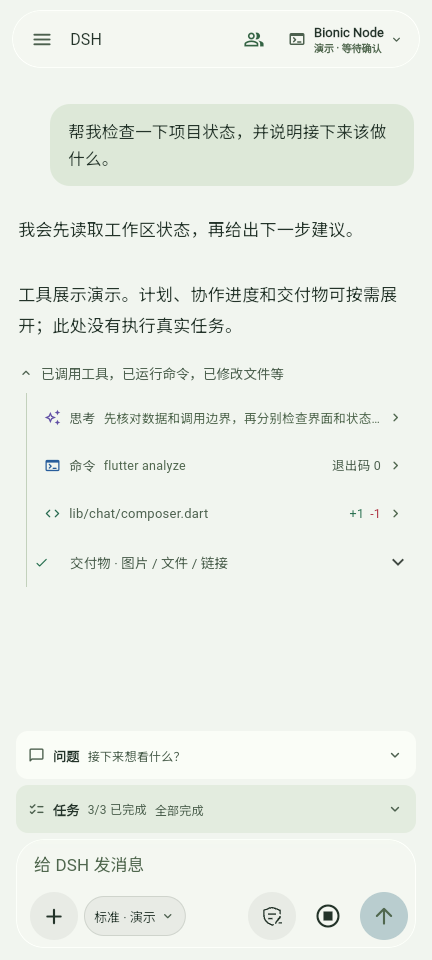 DSH
Bionic Node
演示 · 等待确认
帮我检查一下项目状态，并说明接下来该做
什么。
我会先读取工作区状态，再给出下一步建议。
工具展示演示。计划、协作进度和交付物可按需展
开；此处没有执行真实任务。
已调用工具，已运行命令，已修改文件等
思考 先核对数据和调用边界，再分别检查界面和状态…
命令 flutter analyze 退出码 0
lib/chat/composer.dart +1 -1
交付物 · 图片 / 文件 / 链接
问题 接下来想看什么？
任务 3/3 已完成 全部完成
给 DSH 发消息
标准 · 演示